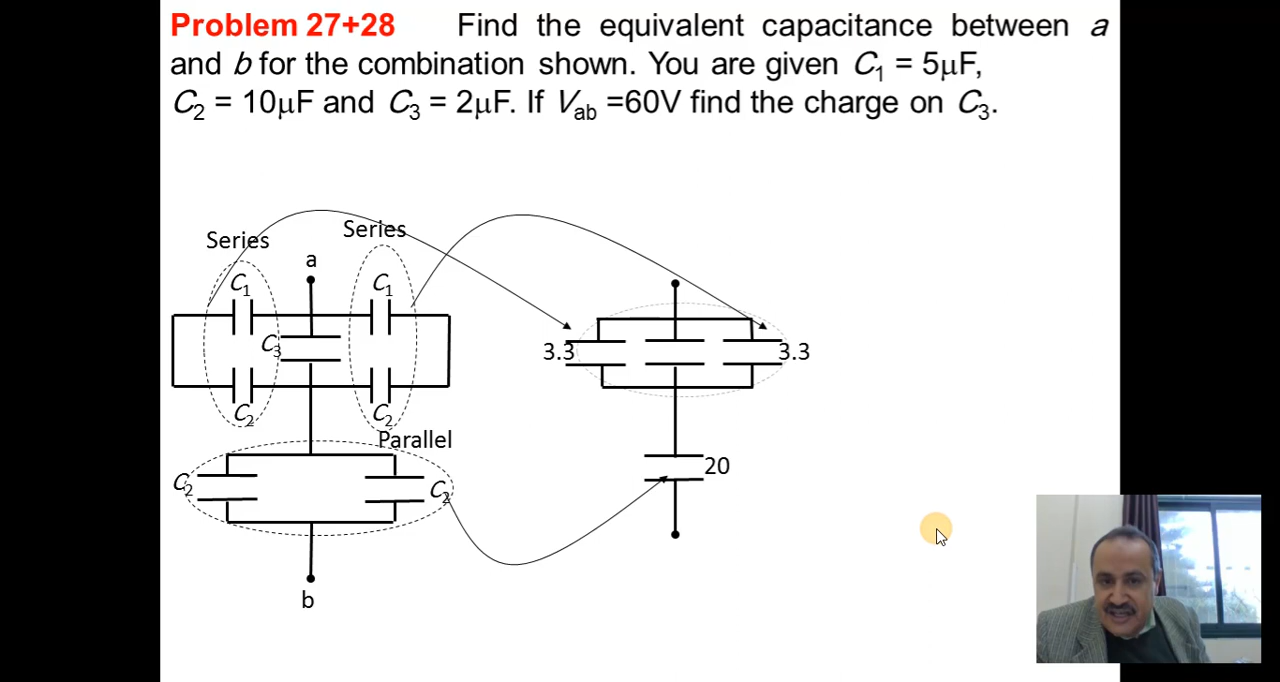 Problem 27+28 Find the equivalent capacitance between a
and b for the combination shown. You are given C₁ = 5μF,
C₂ = 10μF and C₃ = 2μF. If Vab =60V find the charge on C₃.
Series
Series
a
C₁
C₁
C₃
3.3
3.3
C₂
C₂
Parallel
C₂
C₂
20
b